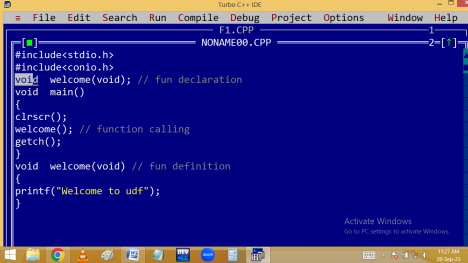 Turbo C++ IDE
≡ File Edit Search Run Compile Debug Project Options Window Help
F1.CPP 1
[■] NONAME00.CPP 2=[↑]
#include<stdio.h>
#include<conio.h>
void welcome(void); // fun declaration
void main()
{
clrscr();
welcome(); // function calling
getch();
}
void welcome(void) // fun definition
{
printf("Welcome to udf");
}
Activate Windows
Go to PC settings to activate Windows.
DEV
zoom
11:27 AM
20-Sep-23